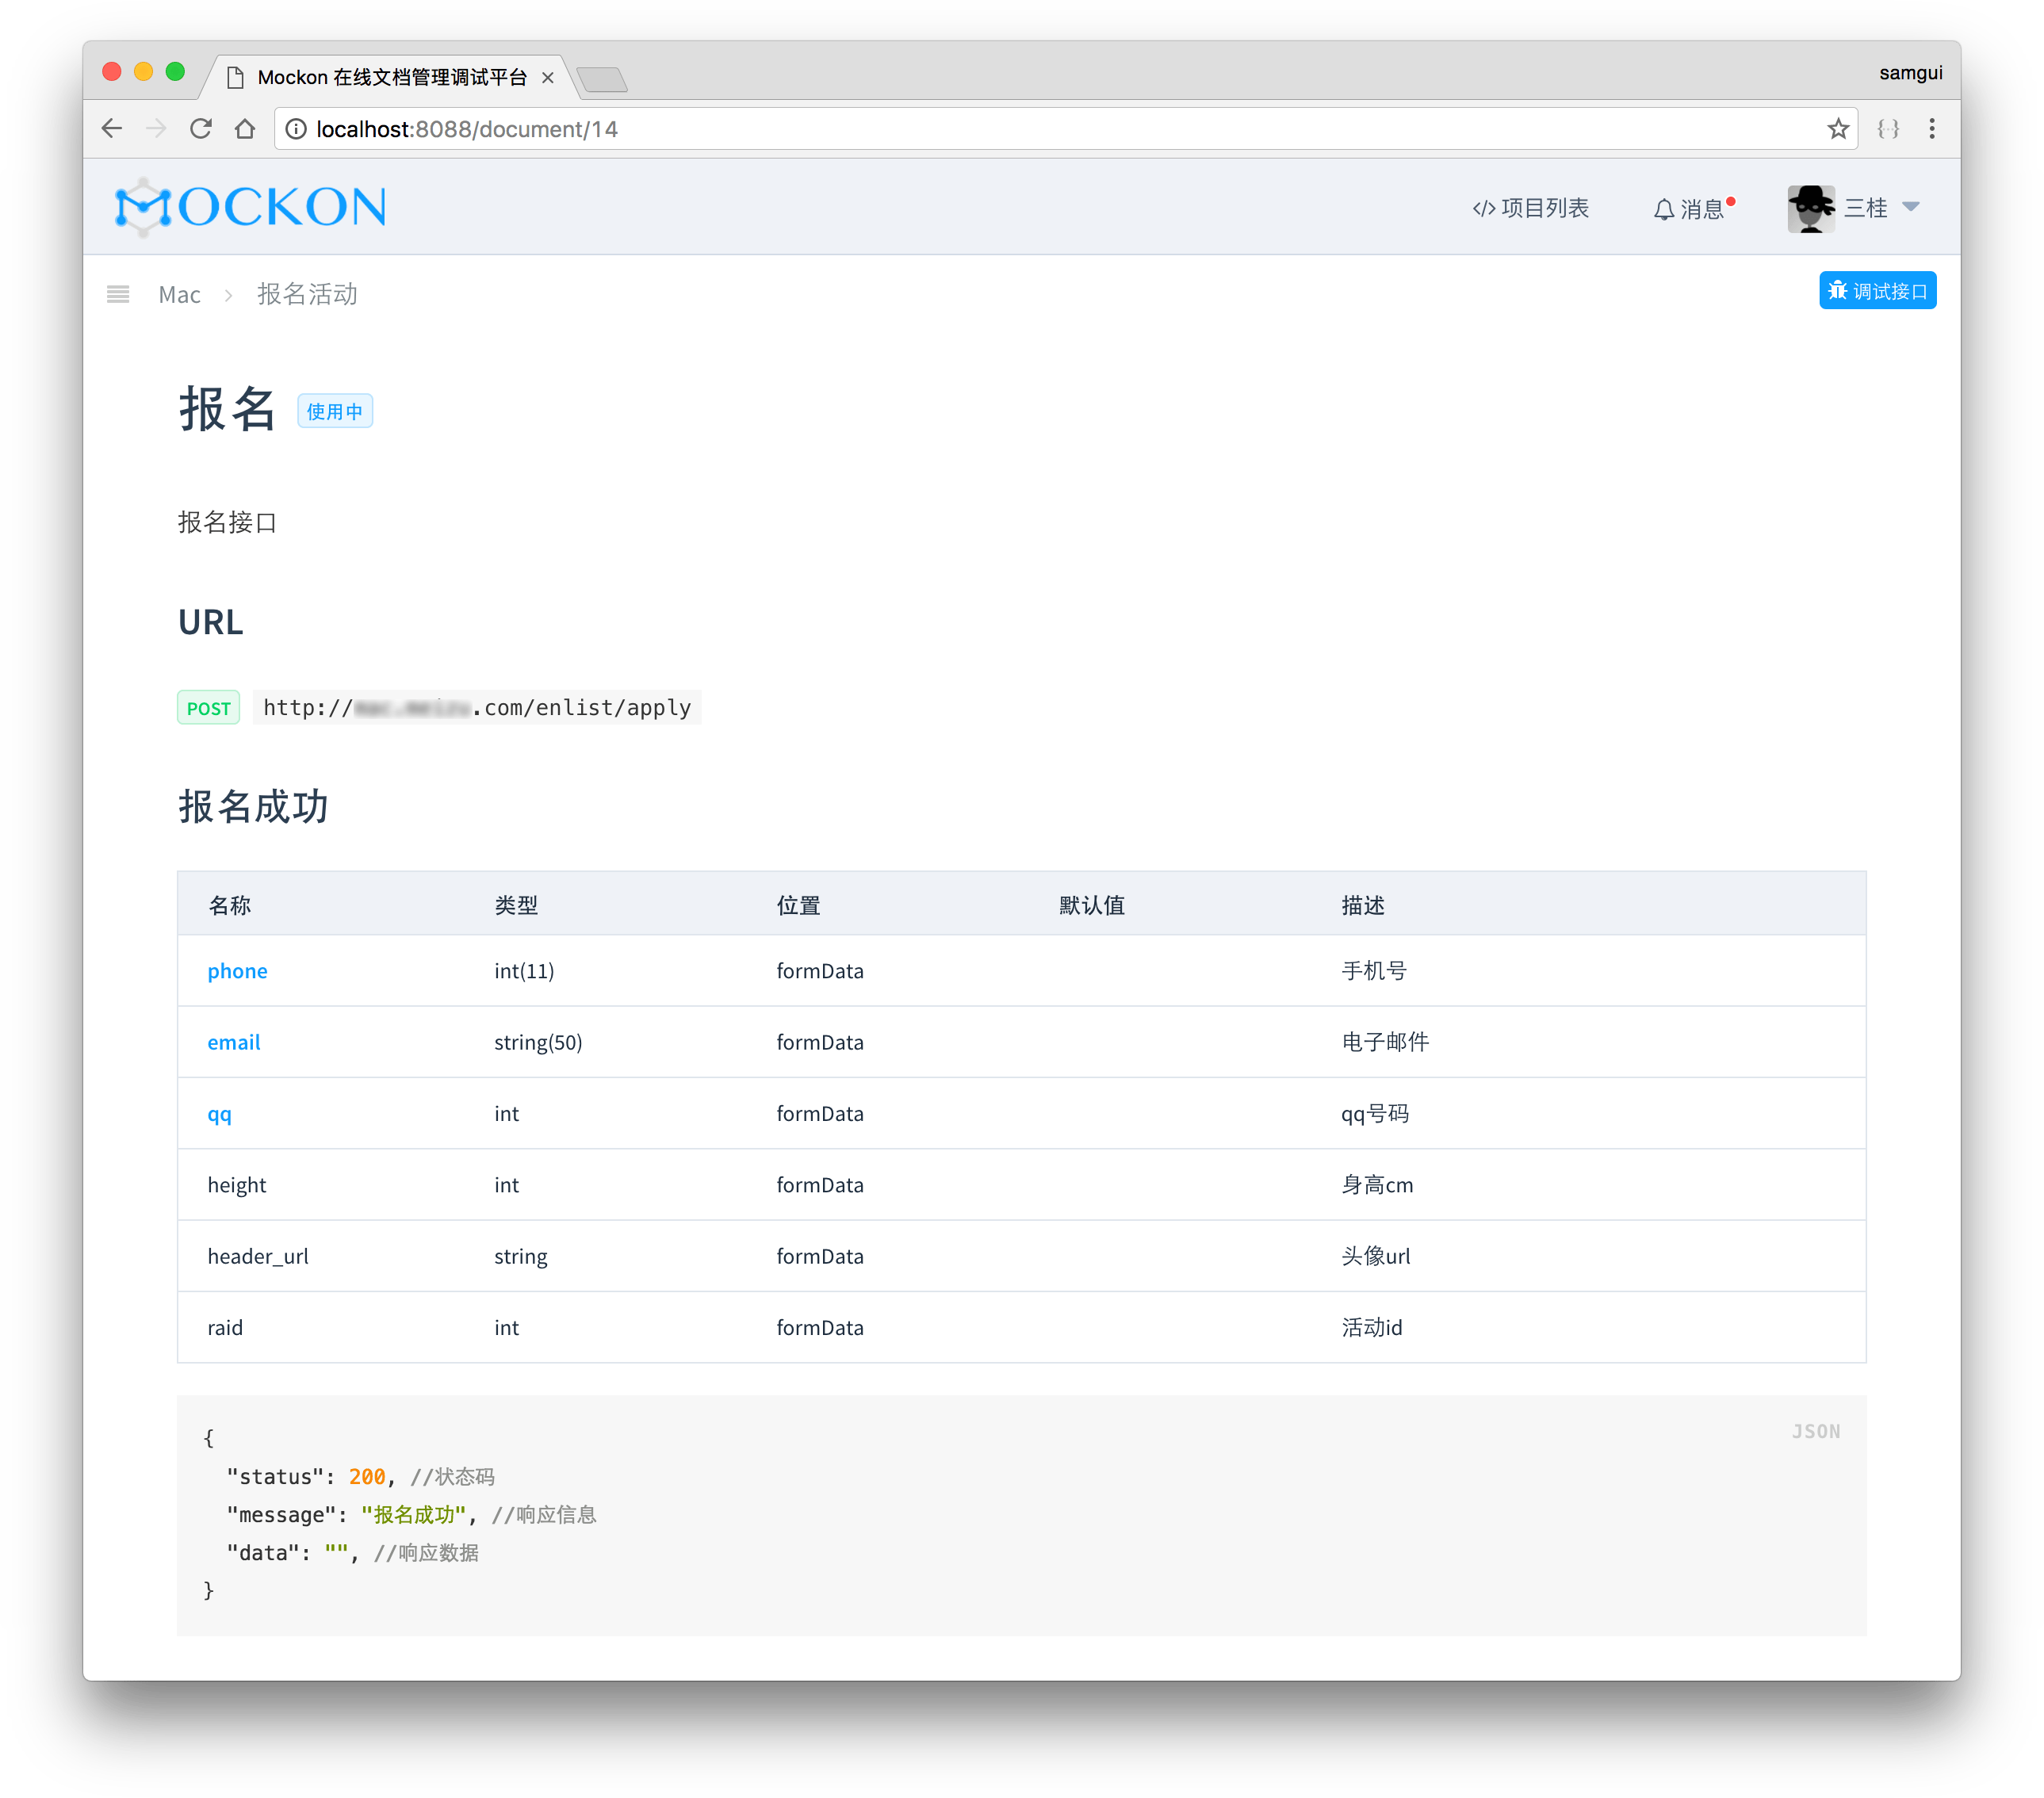 Mockon 在线文档管理调试平台
samgui
localhost:8088/document/14
MOCKON
</> 项目列表
消息
三桂
Mac > 报名活动
调试接口
报名 使用中
报名接口
URL
POST http://.com/enlist/apply
报名成功
名称 类型 位置 默认值 描述
phone int(11) formData 手机号
email string(50) formData 电子邮件
qq int formData qq号码
height int formData 身高cm
header_url string formData 头像url
raid int formData 活动id
JSON
{
"status": 200, //状态码
"message": "报名成功", //响应信息
"data": "", //响应数据
}